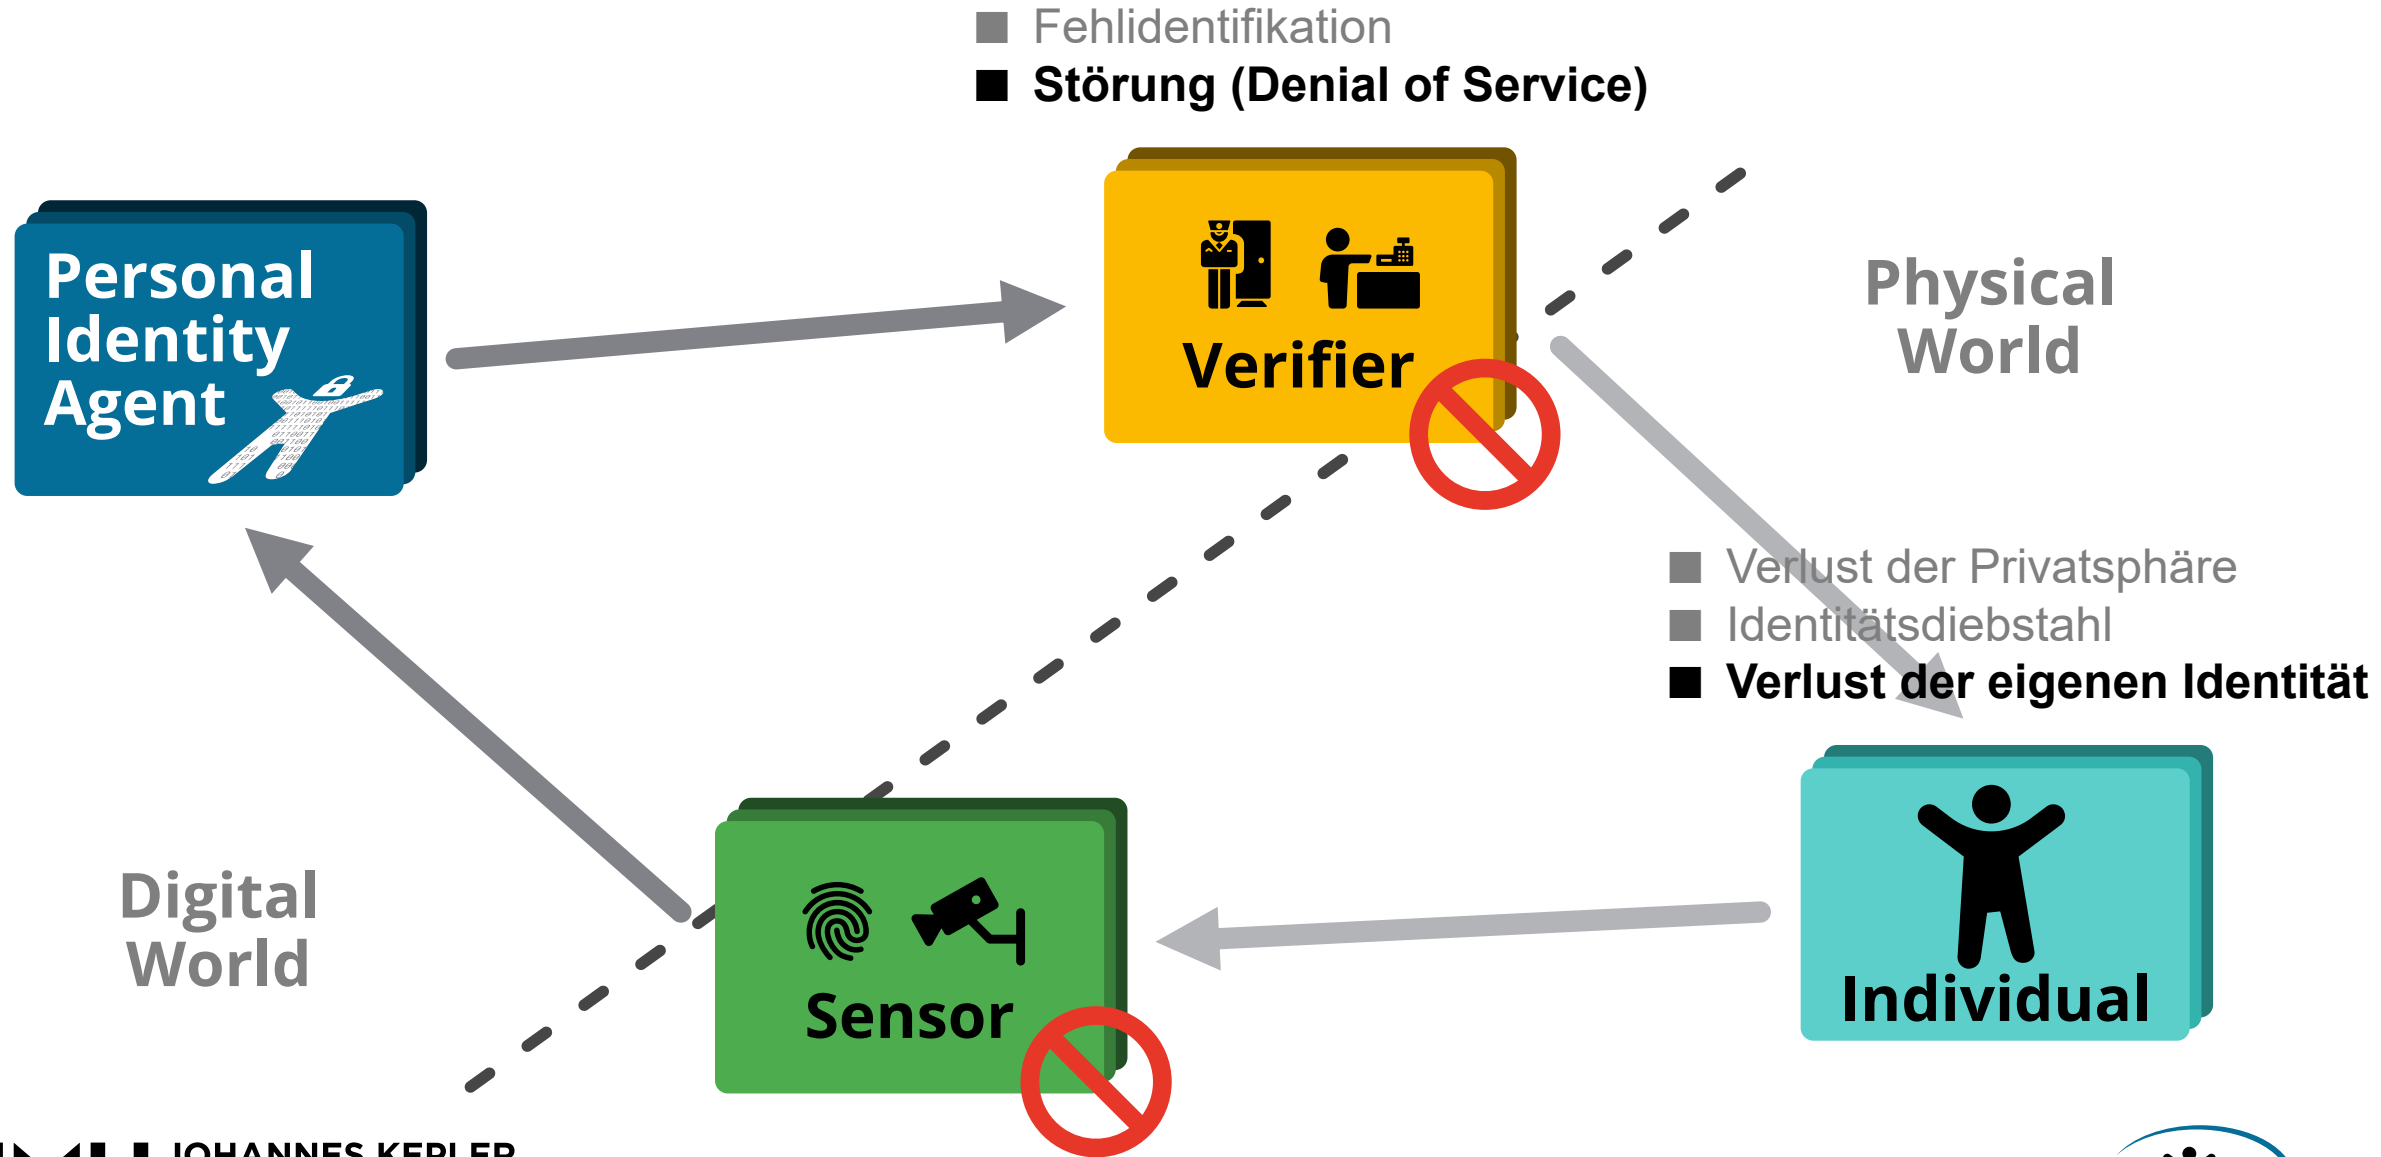 Fehlidentifikation
Störung (Denial of Service)
Personal
Identity
Agent
Verifier
Physical
World
Verlust der Privatsphäre
Identitätsdiebstahl
Verlust der eigenen Identität
Digital
World
Sensor
Individual
JOHANNES KEPLER